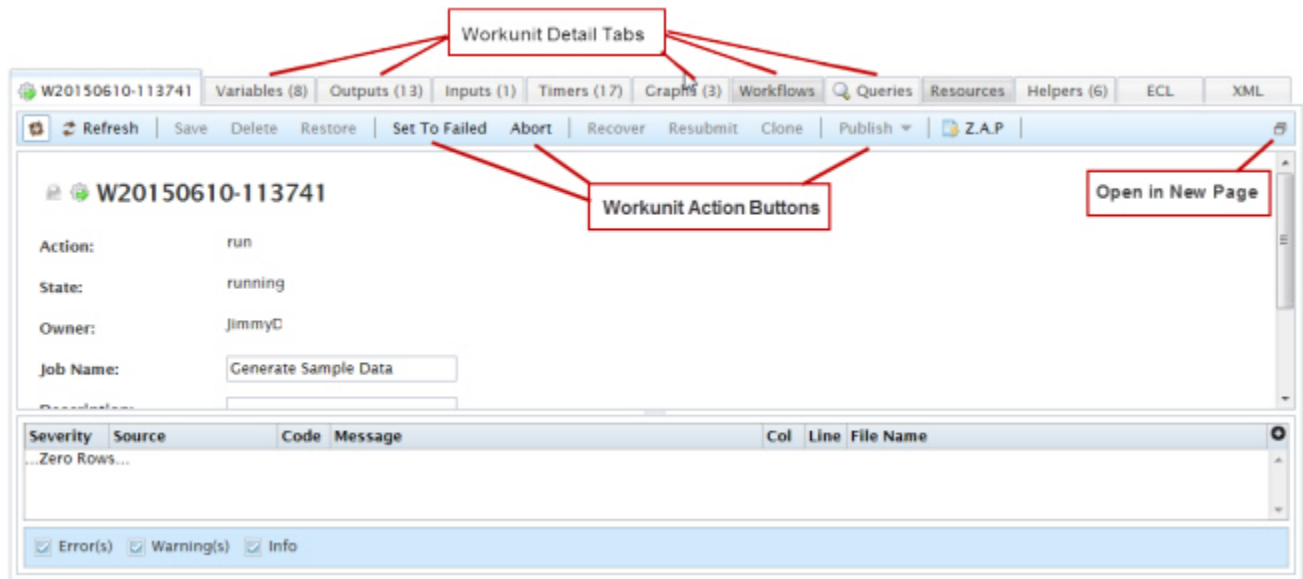 Workunit Detail Tabs
W20150610-113741 Variables (8) Outputs (13) Inputs (1) Timers (17) Graphs (3) Workflows Queries Resources Helpers (6) ECL XML
Refresh Save Delete Restore Set To Failed Abort Recover Resubmit Clone Publish Z.A.P
W20150610-113741
Workunit Action Buttons
Open in New Page
Action: run
State: running
Owner: JimmyD
Job Name: Generate Sample Data
Description:
Severity Source Code Message Col Line File Name
...Zero Rows...
Error(s) Warning(s) Info